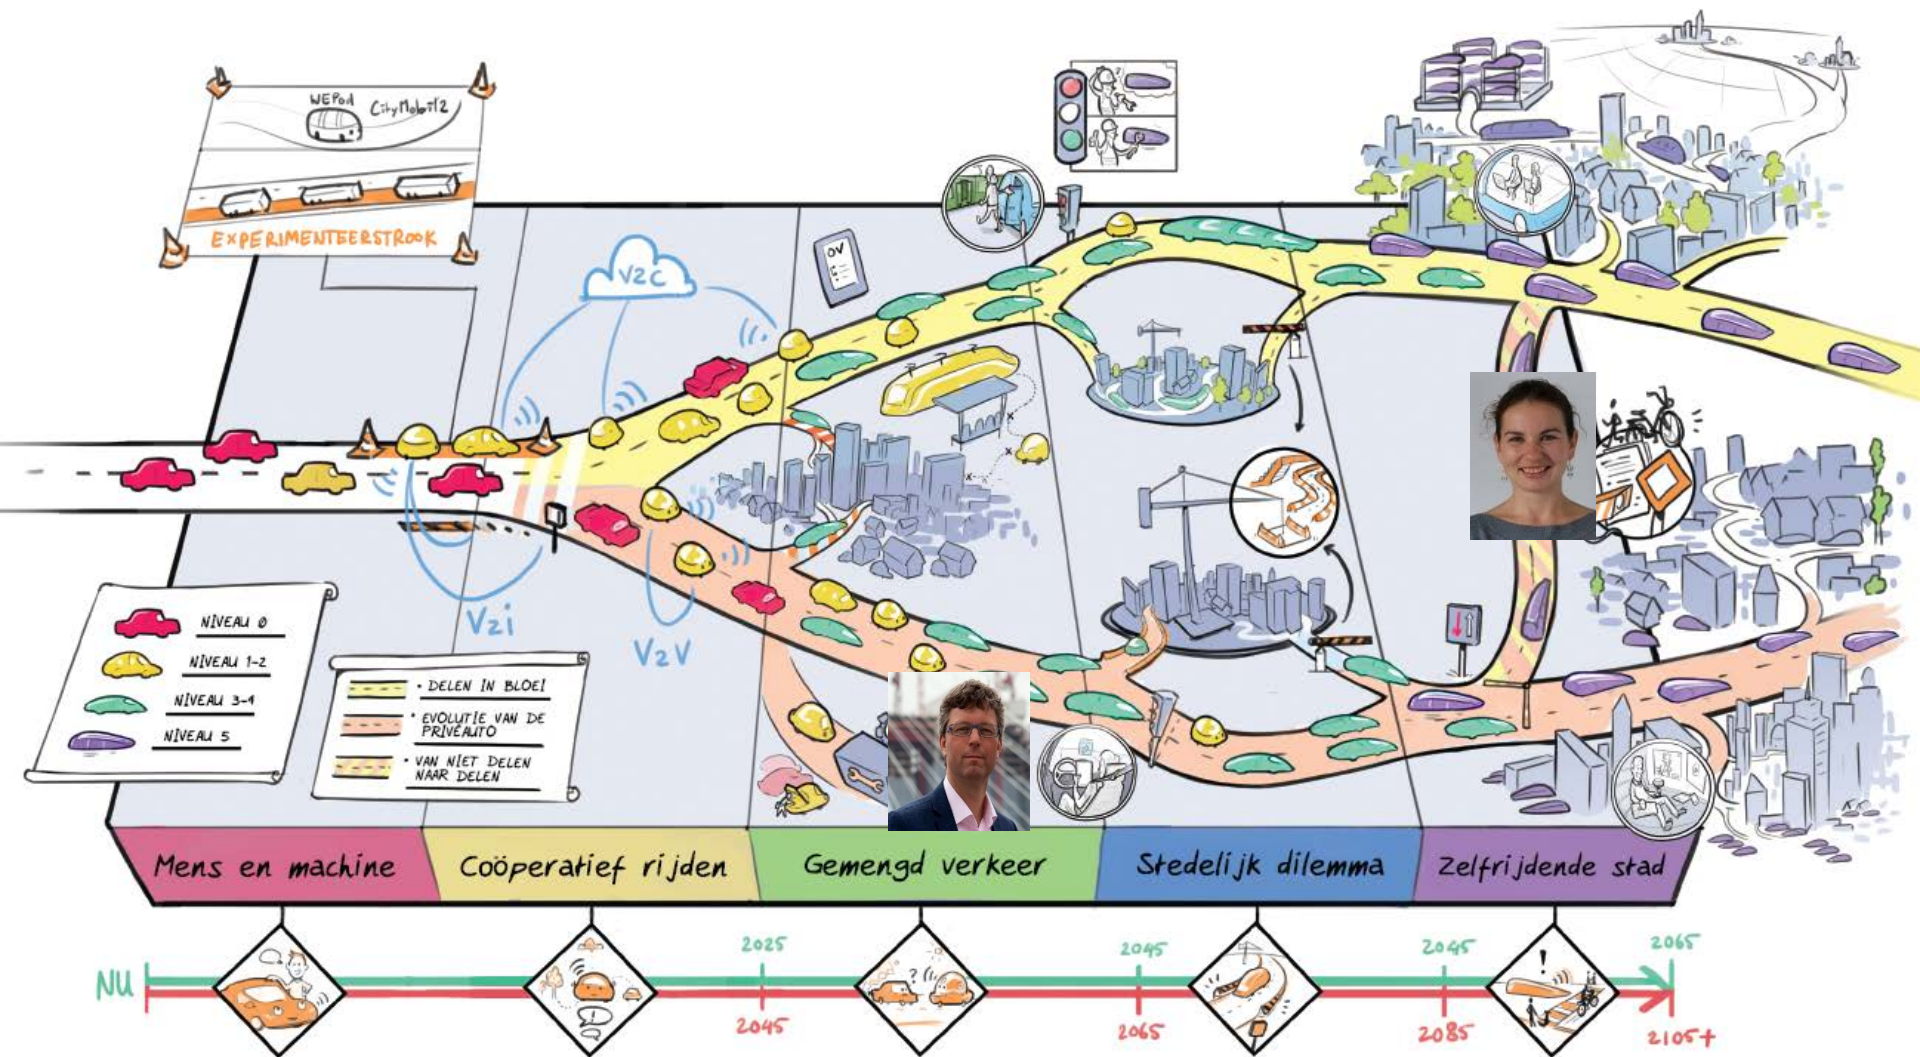 WEPod
CityMobil2
EXPERIMENTEERSTROOK
V2C
OV
V2i
V2V
NIVEAU 0
NIVEAU 1-2
NIVEAU 3-4
NIVEAU 5
• DELEN IN BLOEI
• EVOLUTIE VAN DE
PRIVÉAUTO
• VAN NIET DELEN
NAAR DELEN
Mens en machine
Coöperatief rijden
Gemengd verkeer
Stedelijk dilemma
Zelfrijdende stad
NU
2025
2045
2045
2065
2045
2065
2085
2105+